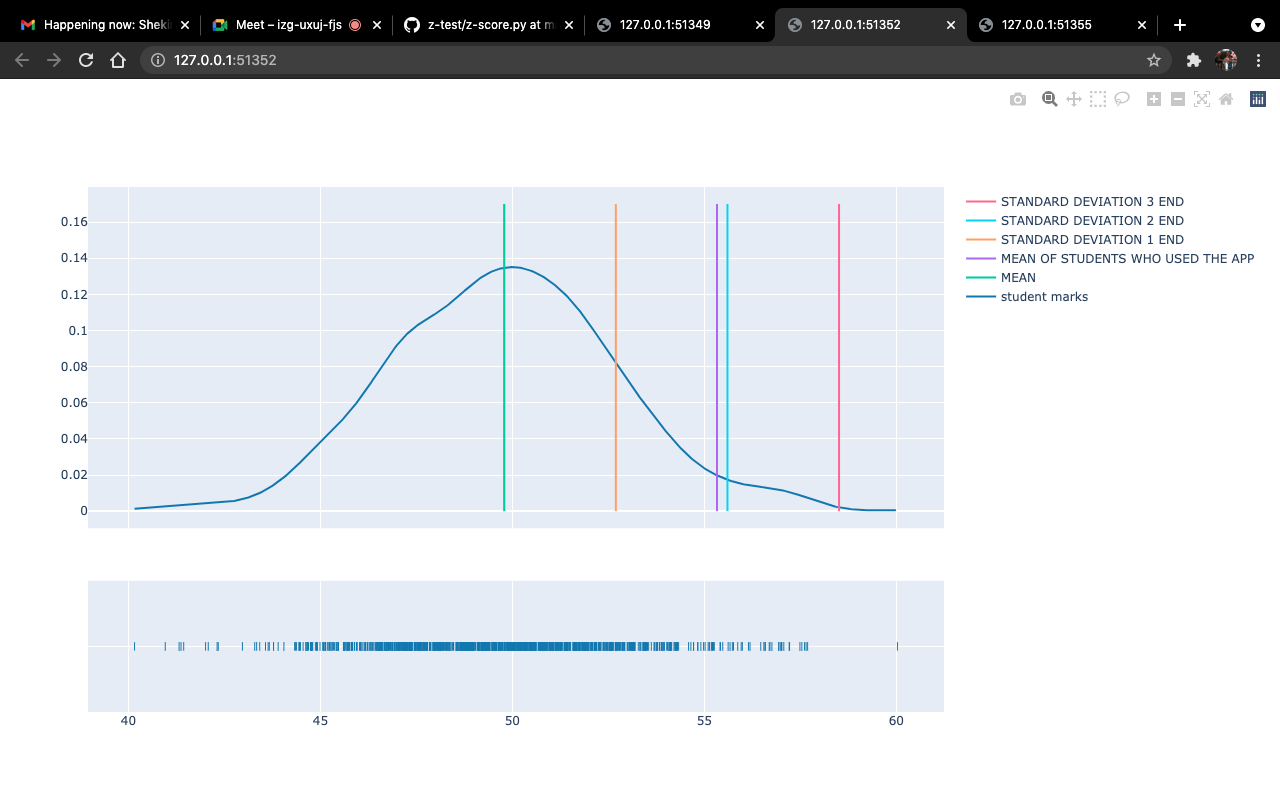 Happening now: Sheki
Meet – izg-uxuj-fjs
z-test/z-score.py at m
127.0.0.1:51349
127.0.0.1:51352
127.0.0.1:51355
127.0.0.1:51352
0.16
0.14
0.12
0.1
0.08
0.06
0.04
0.02
0
STANDARD DEVIATION 3 END
STANDARD DEVIATION 2 END
STANDARD DEVIATION 1 END
MEAN OF STUDENTS WHO USED THE APP
MEAN
student marks
40 45 50 55 60